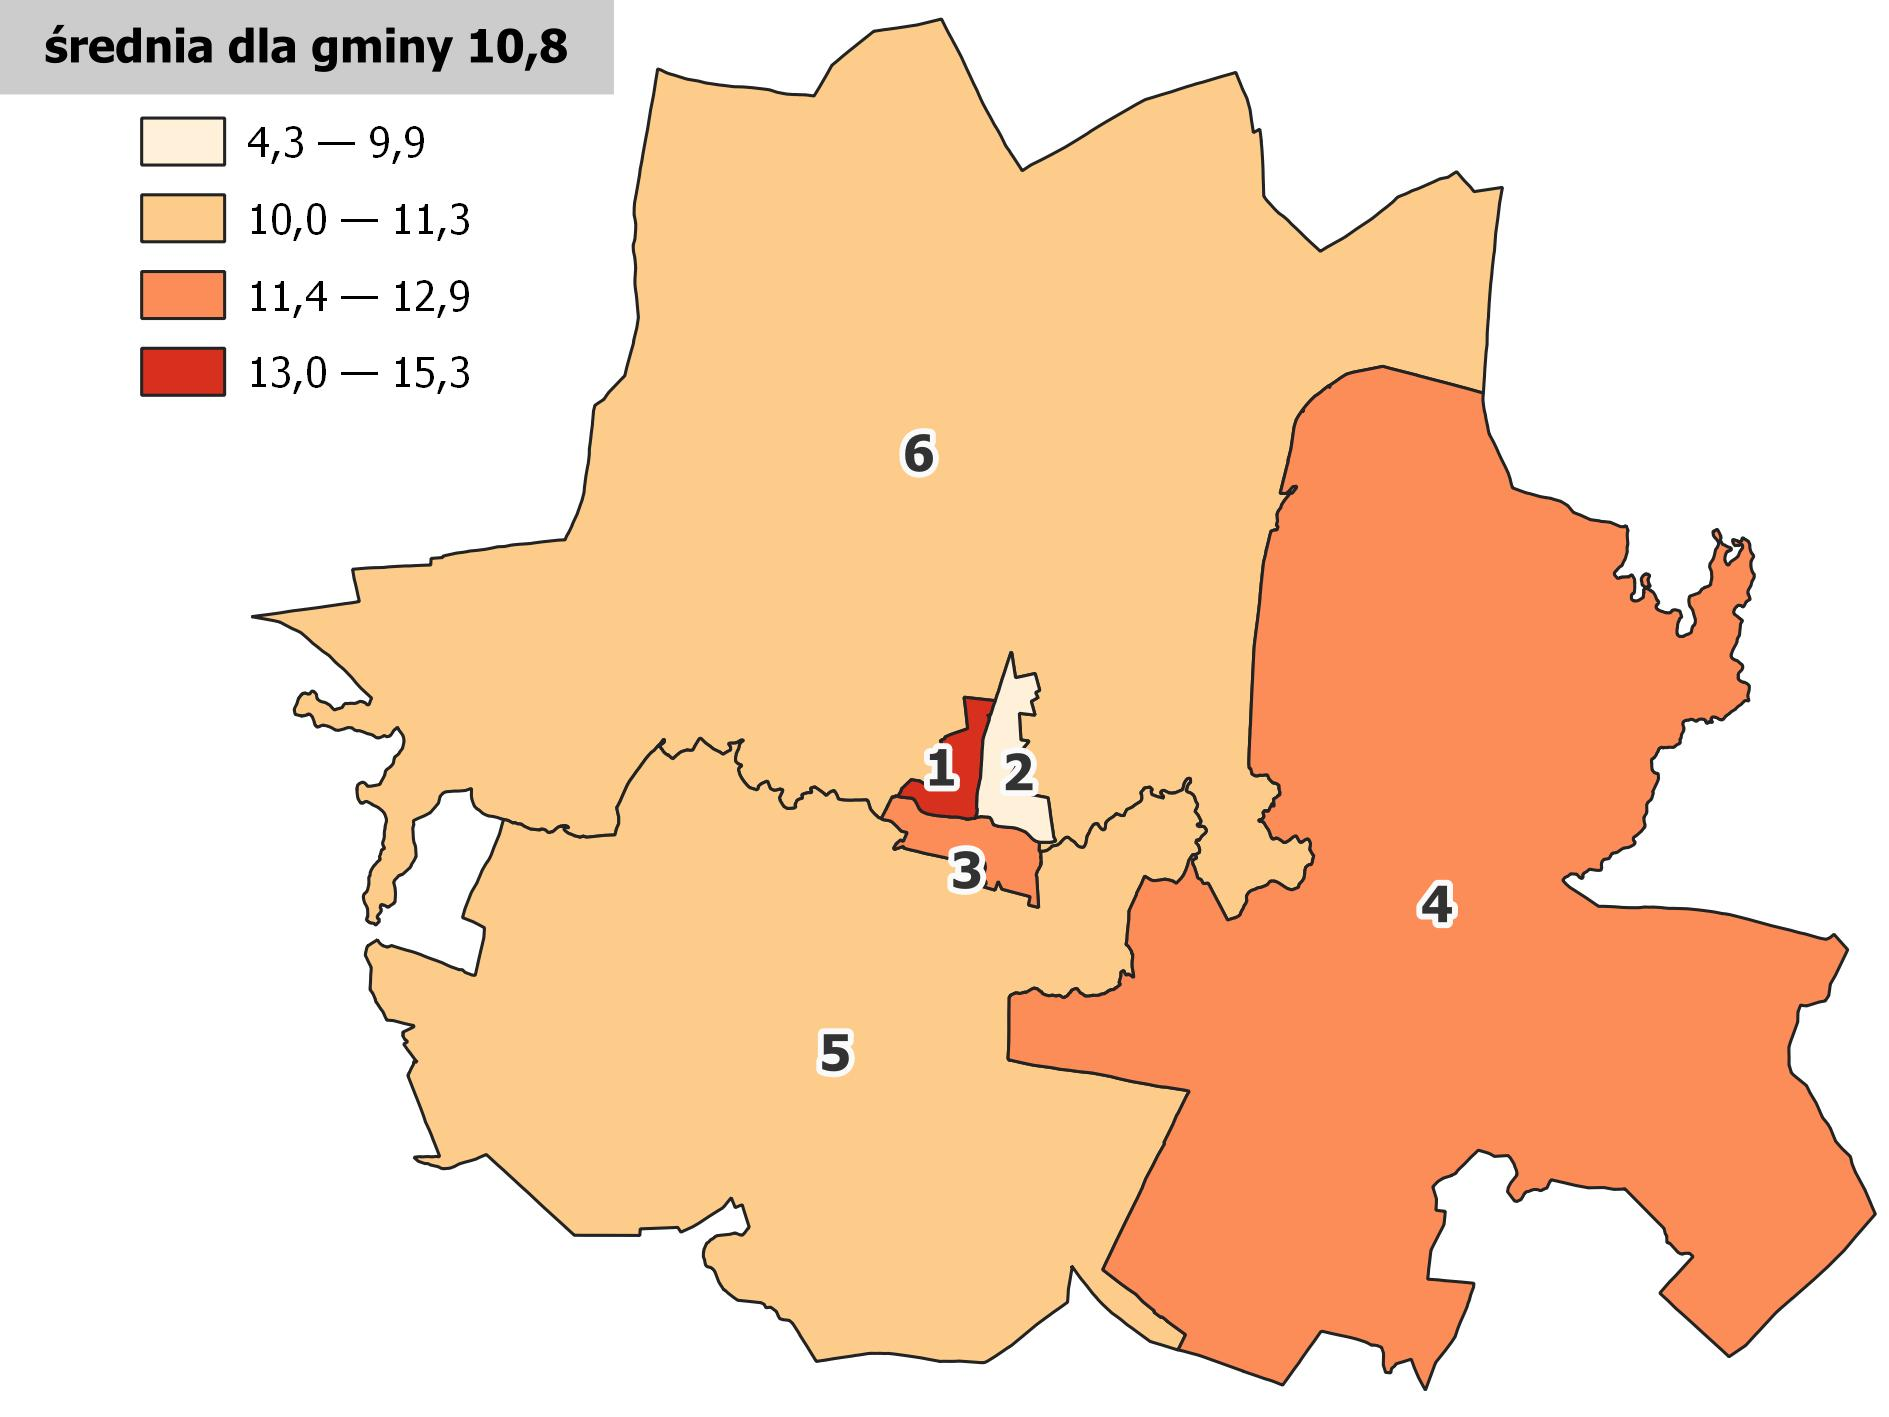 średnia dla gminy 10,8
4,3 — 9,9
10,0 — 11,3
11,4 — 12,9
13,0 — 15,3
6
1
2
3
4
5